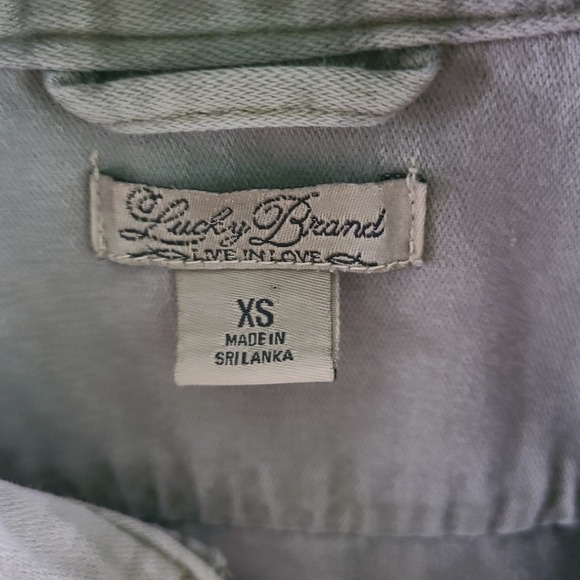 Lucky Brand
LIVE IN LOVE
XS
MADE IN
SRI LANKA